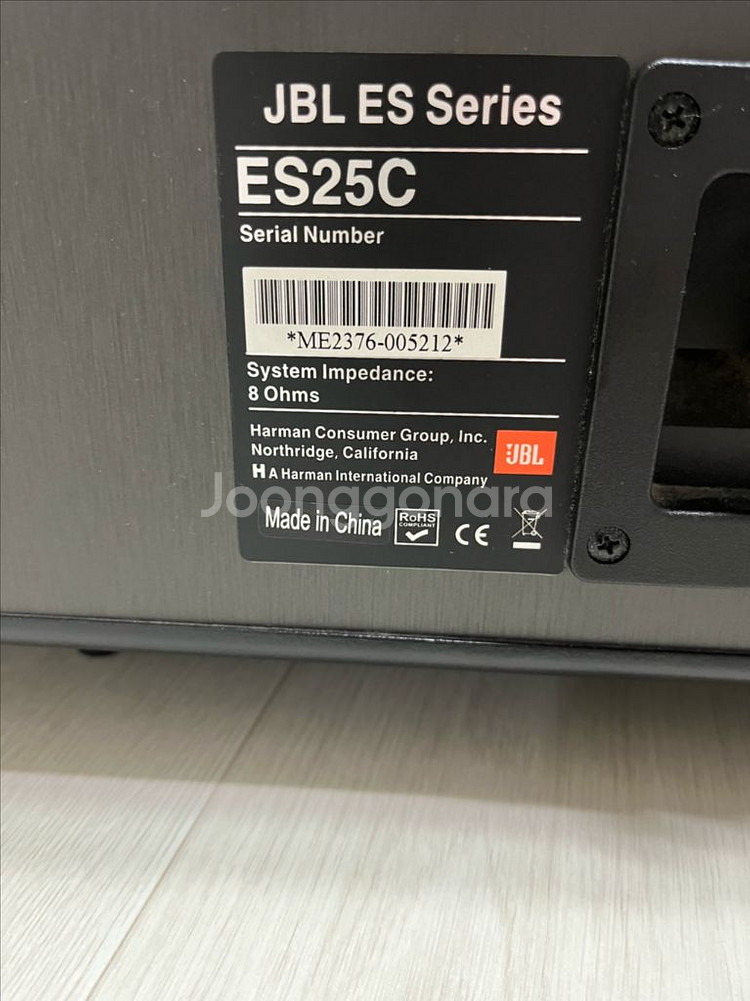 JBL ES Series
ES25C
Serial Number
*ME2376-005212*
System Impedance:
8 Ohms
Harman Consumer Group, Inc.
Northridge, California
H A Harman International Company
JBL
Joonggonara
Made in China
RoHS
COMPLIANT
CE